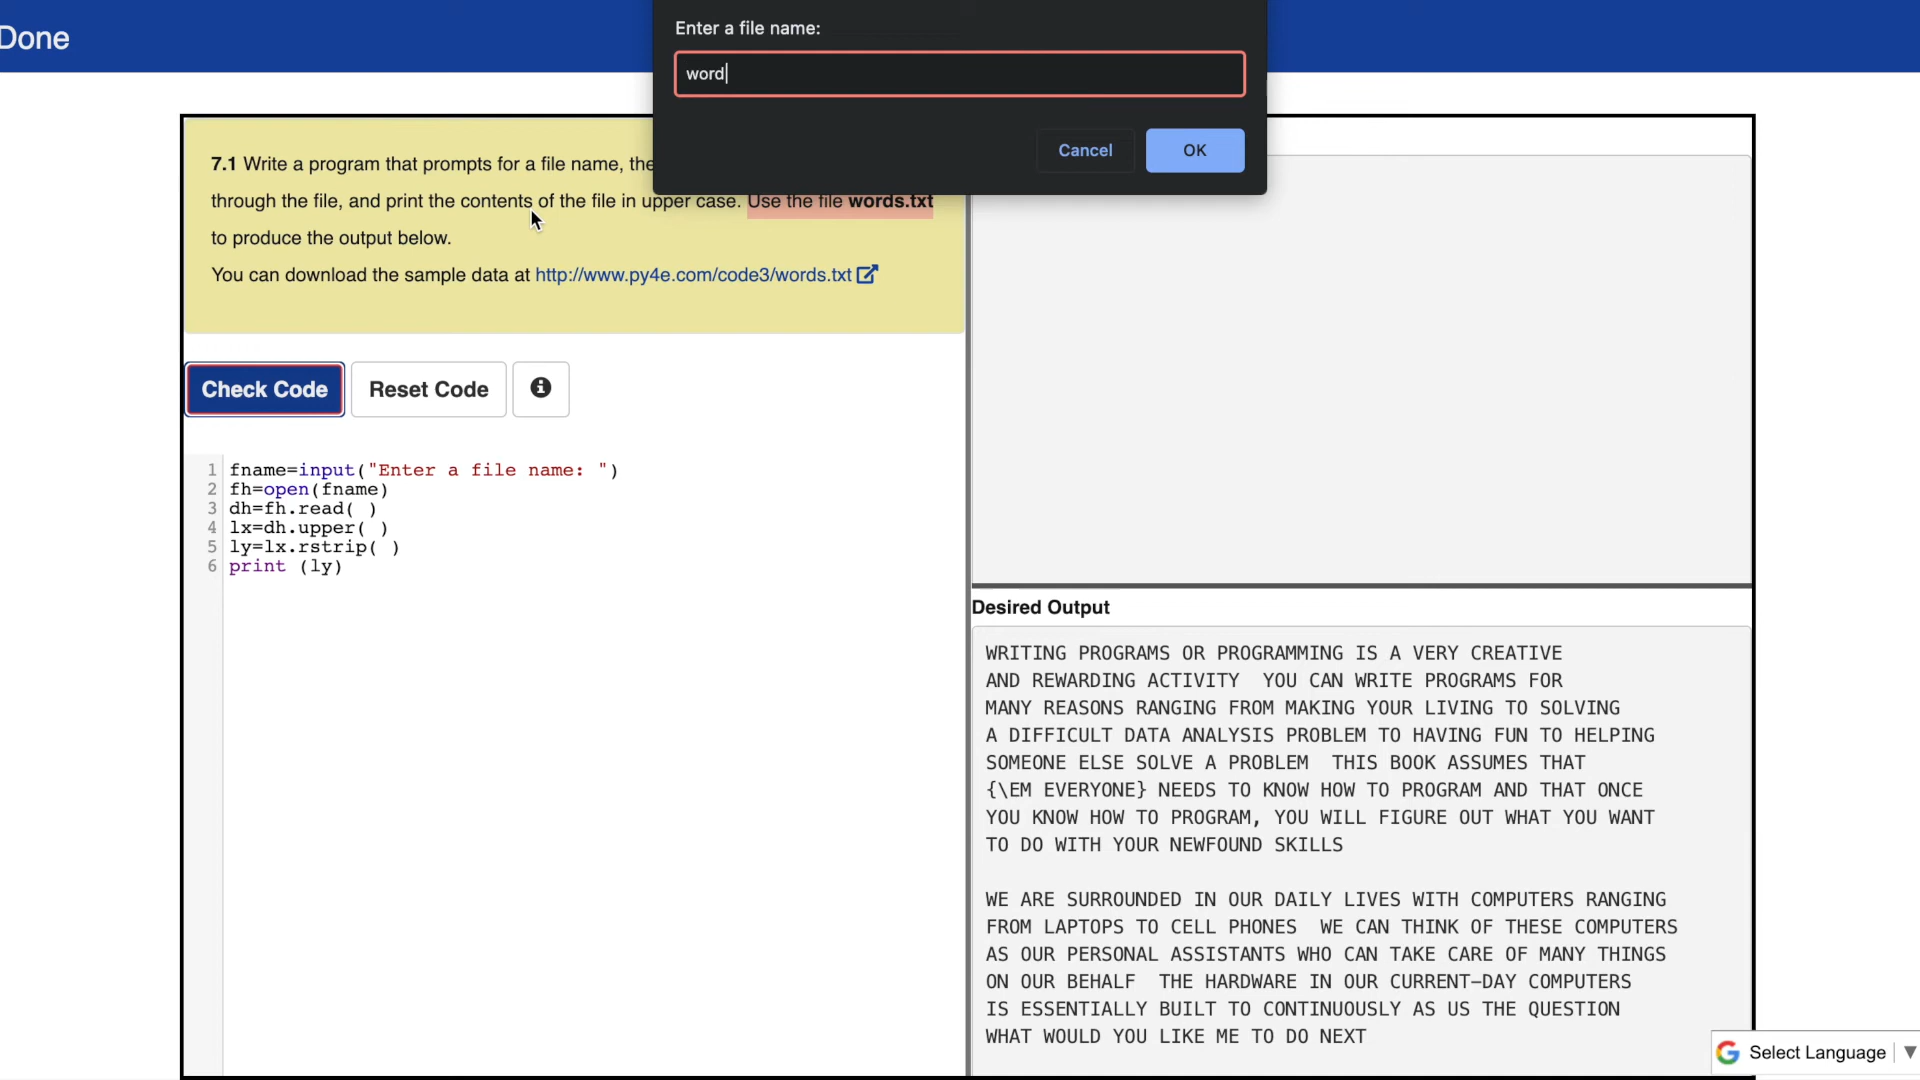 Done
Enter a file name:
word
Cancel
OK
7.1 Write a program that prompts for a file name, the
through the file, and print the contents of the file in upper case. Use the file words.txt
to produce the output below.
You can download the sample data at http://www.py4e.com/code3/words.txt
Check Code
Reset Code
1 fname=input("Enter a file name: ")
2 fh=open(fname)
3 dh=fh.read( )
4 lx=dh.upper( )
5 ly=lx.rstrip( )
6 print (ly)
Desired Output
WRITING PROGRAMS OR PROGRAMMING IS A VERY CREATIVE
AND REWARDING ACTIVITY  YOU CAN WRITE PROGRAMS FOR
MANY REASONS RANGING FROM MAKING YOUR LIVING TO SOLVING
A DIFFICULT DATA ANALYSIS PROBLEM TO HAVING FUN TO HELPING
SOMEONE ELSE SOLVE A PROBLEM  THIS BOOK ASSUMES THAT
{\EM EVERYONE} NEEDS TO KNOW HOW TO PROGRAM AND THAT ONCE
YOU KNOW HOW TO PROGRAM, YOU WILL FIGURE OUT WHAT YOU WANT
TO DO WITH YOUR NEWFOUND SKILLS
WE ARE SURROUNDED IN OUR DAILY LIVES WITH COMPUTERS RANGING
FROM LAPTOPS TO CELL PHONES  WE CAN THINK OF THESE COMPUTERS
AS OUR PERSONAL ASSISTANTS WHO CAN TAKE CARE OF MANY THINGS
ON OUR BEHALF  THE HARDWARE IN OUR CURRENT-DAY COMPUTERS
IS ESSENTIALLY BUILT TO CONTINUOUSLY AS US THE QUESTION
WHAT WOULD YOU LIKE ME TO DO NEXT
Select Language